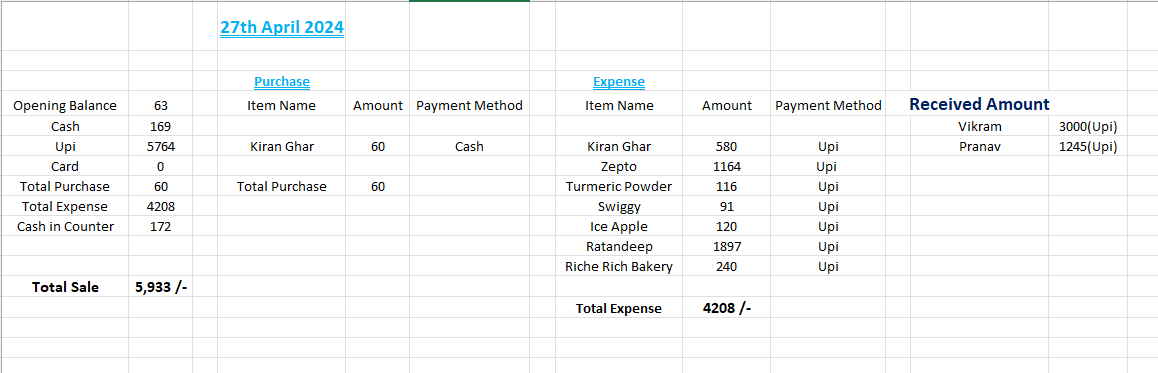 27th April 2024
Purchase Expense
Opening Balance 63 Item Name Amount Payment Method Item Name Amount Payment Method Received Amount
Cash 169 Vikram 3000(Upi)
Upi 5764 Kiran Ghar 60 Cash Kiran Ghar 580 Upi Pranav 1245(Upi)
Card 0 Zepto 1164 Upi
Total Purchase 60 Total Purchase 60 Turmeric Powder 116 Upi
Total Expense 4208 Swiggy 91 Upi
Cash in Counter 172 Ice Apple 120 Upi
Ratandeep 1897 Upi
Riche Rich Bakery 240 Upi
Total Sale 5,933 /-
Total Expense 4208 /-